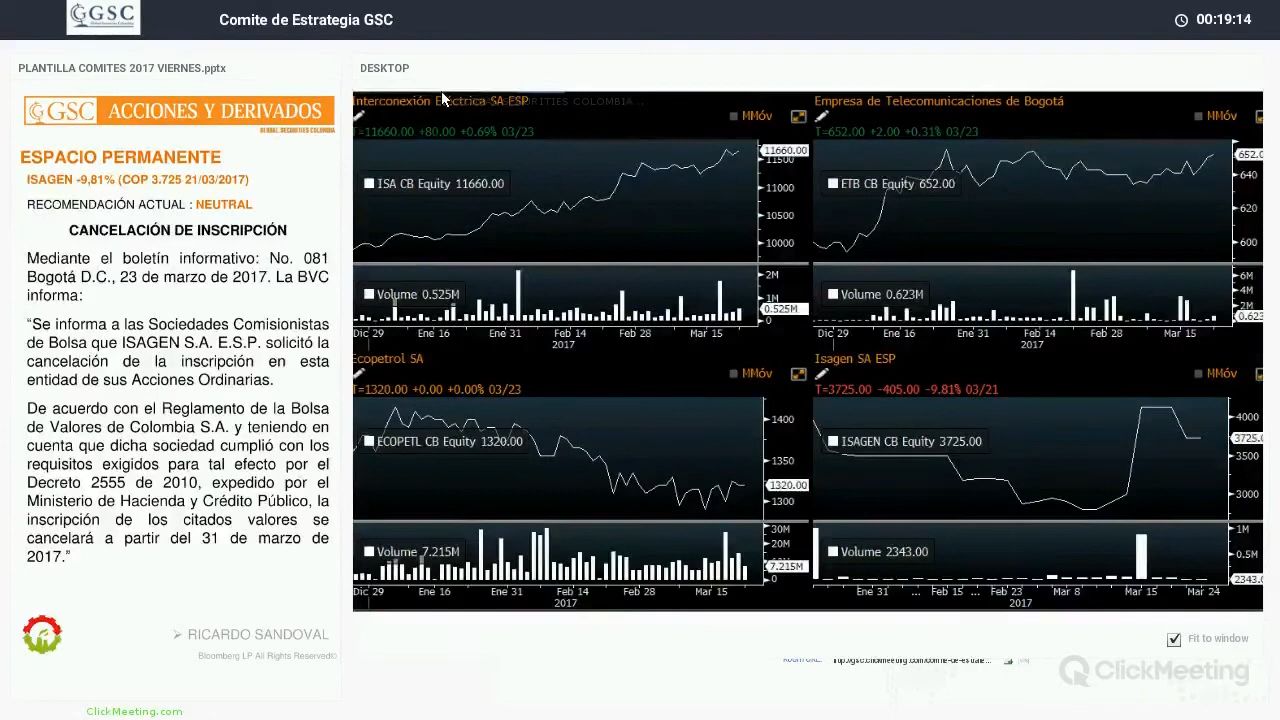 GSC
Comite de Estrategia GSC
00:19:14
PLANTILLA COMITES 2017 VIERNES.pptx
GSC ACCIONES Y DERIVADOS
GLOBAL SECURITIES COLOMBIA
ESPACIO PERMANENTE
ISAGEN -9,81% (COP 3.725 21/03/2017)
RECOMENDACIÓN ACTUAL : NEUTRAL
CANCELACIÓN DE INSCRIPCIÓN
Mediante el boletín informativo: No. 081
Bogotá D.C., 23 de marzo de 2017. La BVC
informa:
“Se informa a las Sociedades Comisionistas
de Bolsa que ISAGEN S.A. E.S.P. solicitó la
cancelación de la inscripción en esta
entidad de sus Acciones Ordinarias.
De acuerdo con el Reglamento de la Bolsa
de Valores de Colombia S.A. y teniendo en
cuenta que dicha sociedad cumplió con los
requisitos exigidos para tal efecto por el
Decreto 2555 de 2010, expedido por el
Ministerio de Hacienda y Crédito Público, la
inscripción de los citados valores se
cancelará a partir del 31 de marzo de
2017.”
➢ RICARDO SANDOVAL
Bloomberg LP All Rights Reserved©
ClickMeeting.com
DESKTOP
Interconexión Eléctrica SA ESP
MMóv
T=11660.00 +80.00 +0.69% 03/23
ISA CB Equity 11660.00
11660.00
11500
11000
10500
10000
Volume 0.525M
2M
1M
0.525M
0
Dic 29 Ene 16 Ene 31 Feb 14 Feb 28 Mar 15
2017
Empresa de Telecomunicaciones de Bogotá
MMóv
T=652.00 +2.00 +0.31% 03/23
ETB CB Equity 652.00
652.0
640
620
600
Volume 0.623M
6M
4M
2M
0.623
Dic 29 Ene 16 Ene 31 Feb 14 Feb 28 Mar 15
2017
Ecopetrol SA
MMóv
T=1320.00 +0.00 +0.00% 03/23
ECOPETL CB Equity 1320.00
1400
1350
1320.00
1300
Volume 7.215M
30M
20M
7.215M
0
Dic 29 Ene 16 Ene 31 Feb 14 Feb 28 Mar 15
2017
Isagen SA ESP
MMóv
T=3725.00 -405.00 -9.81% 03/21
ISAGEN CB Equity 3725.00
4000
3725.0
3500
3000
Volume 2343.00
1M
0.5M
2343.0
Ene 31 ... Feb 15 ... Feb 23 ... Mar 8 ... Mar 15 Mar 24
2017
Fit to window
ClickMeeting